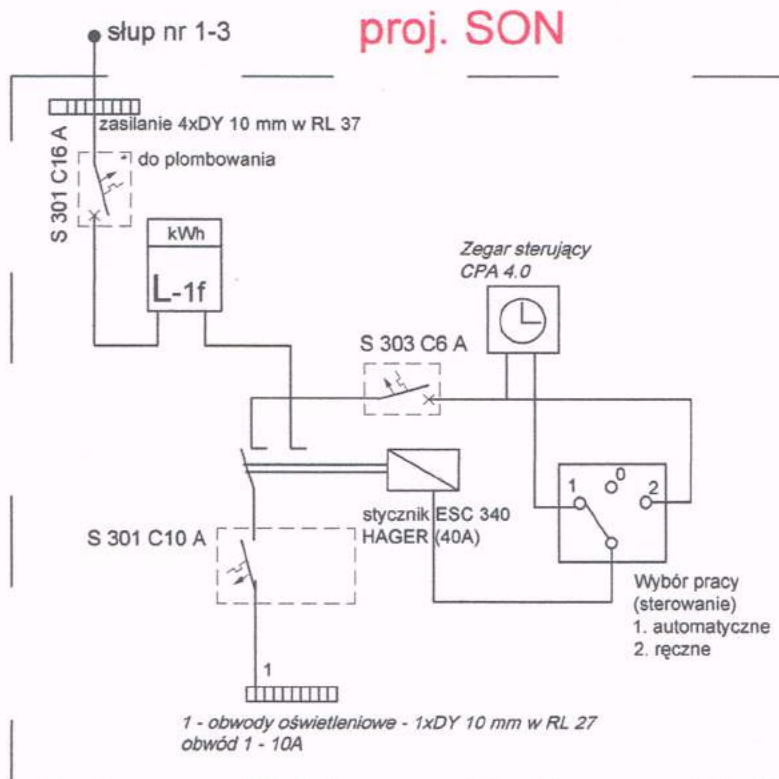 słup nr 1-3
proj. SON
zasilanie 4xDY 10 mm w RL 37
do plombowania
S 301 C16 A
kWh
L-1f
Zegar sterujący
CPA 4.0
S 303 C6 A
1
0
2
stycznik ESC 340
HAGER (40A)
S 301 C10 A
Wybór pracy
(sterowanie)
1. automatyczne
2. ręczne
1
1 - obwody oświetleniowe - 1xDY 10 mm w RL 27
obwód 1 - 10A